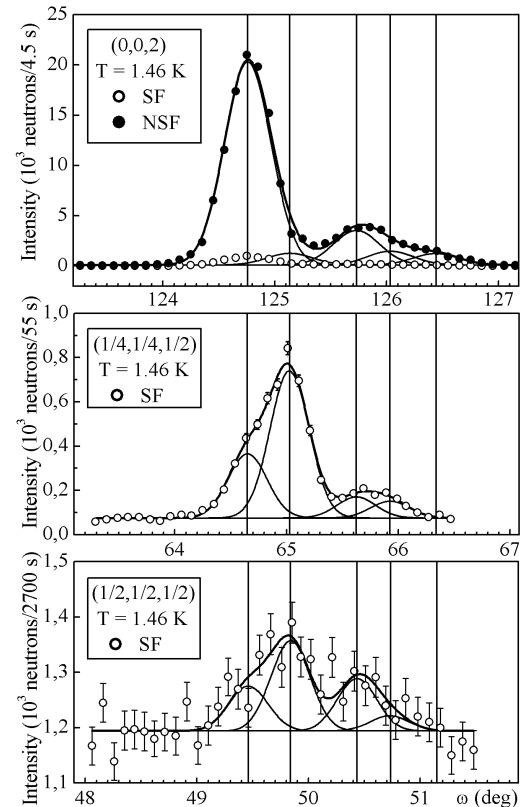 25
20
15
10
5
0
Intensity (10³ neutrons/4.5 s)
(0,0,2)
T = 1.46 K
SF
NSF
124 125 126 127
1,0
0,8
0,6
0,4
0,2
0,0
Intensity (10³ neutrons/55 s)
(1/4,1/4,1/2)
T = 1.46 K
SF
64 65 66 67
1,5
1,4
1,3
1,2
1,1
Intensity (10³ neutrons/2700 s)
(1/2,1/2,1/2)
T = 1.46 K
SF
48 49 50 51 ω (deg)